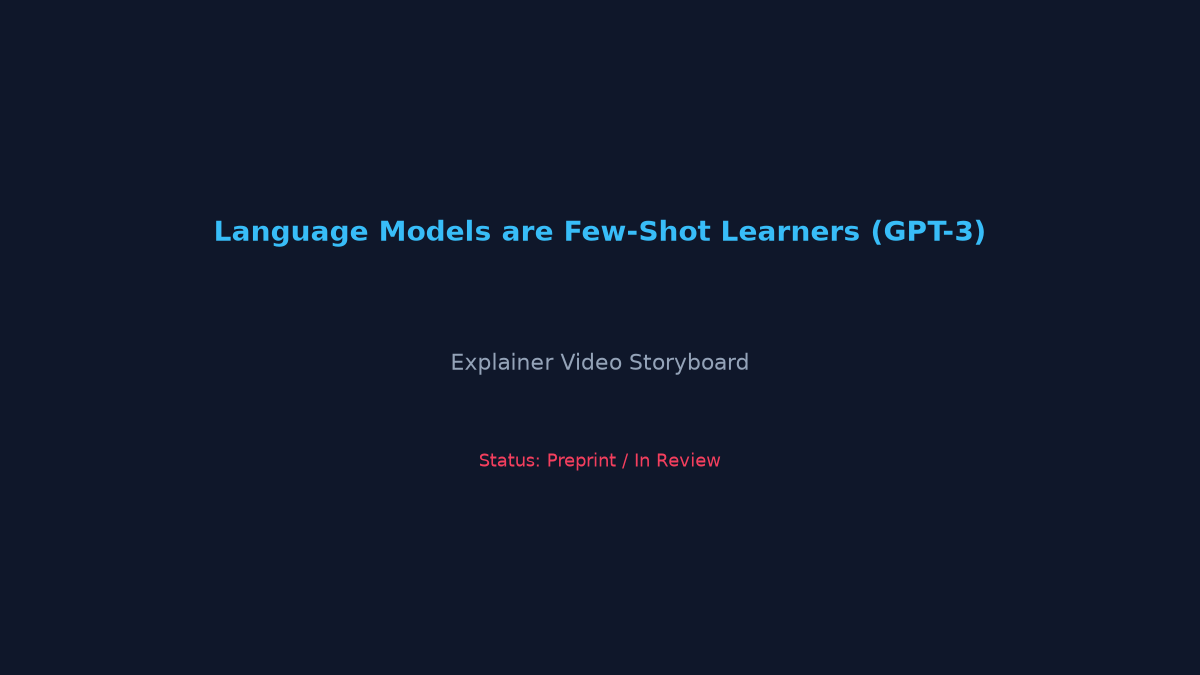 Language Models are Few-Shot Learners (GPT-3)
Explainer Video Storyboard
Status: Preprint / In Review